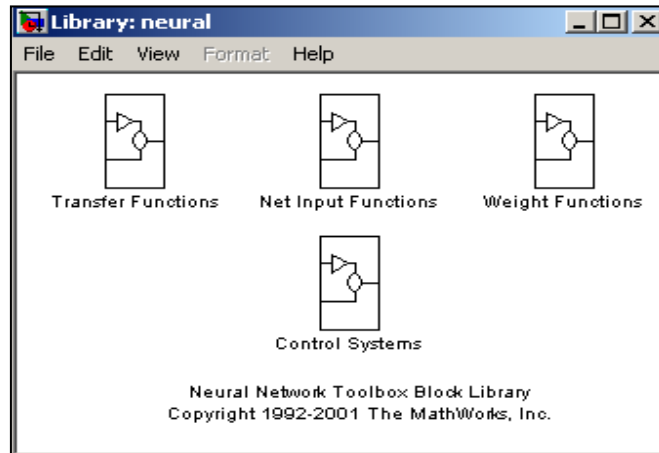 Library: neural
File Edit View Format Help
Transfer Functions Net Input Functions Weight Functions
Control Systems
Neural Network Toolbox Block Library
Copyright 1992-2001 The MathWorks, Inc.